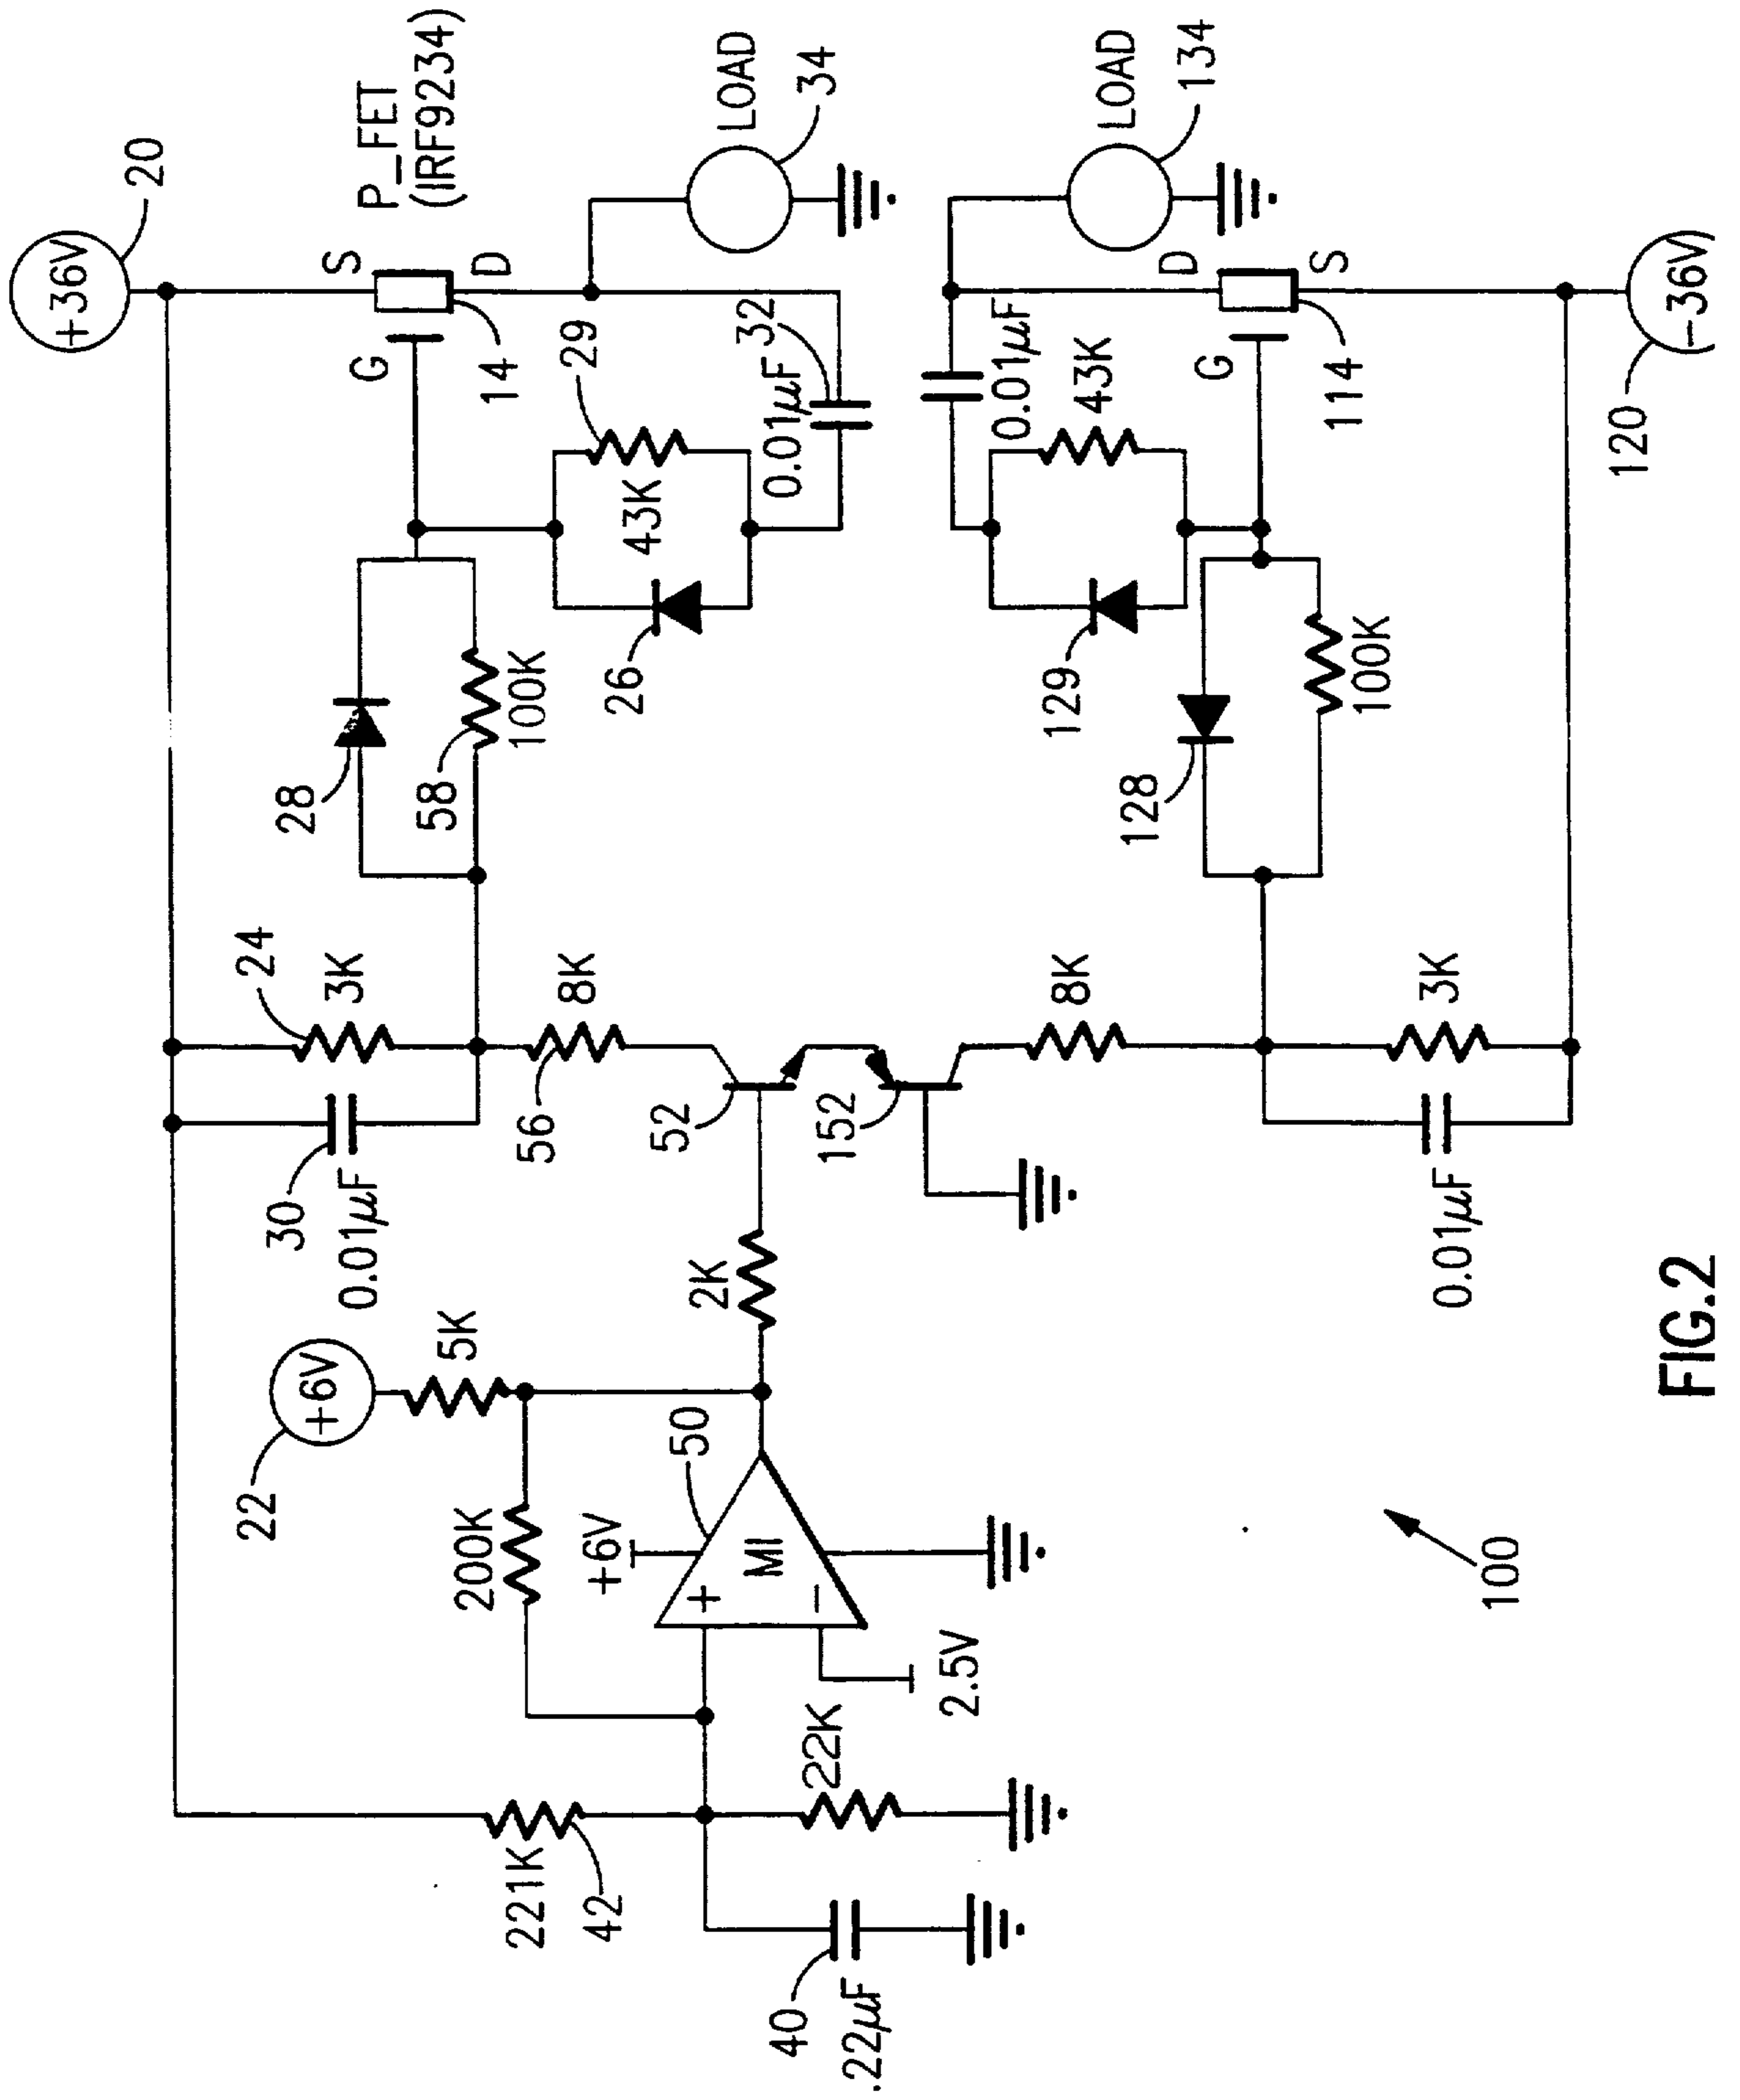 +36V
20
P_FET
(IRF9234)
S
G
D
14
LOAD
34
28
58
100K
29
43K
26
32
0.01µF
24
3K
30
0.01µF
56
8K
52
22
+6V
5K
2K
200K
+6V
50
+
MI
−
2.5V
221K
42
22K
40
.22µF
152
8K
3K
0.01µF
LOAD
134
0.01µF
43K
129
128
100K
D
G
S
114
120
−36V
100
FIG.2